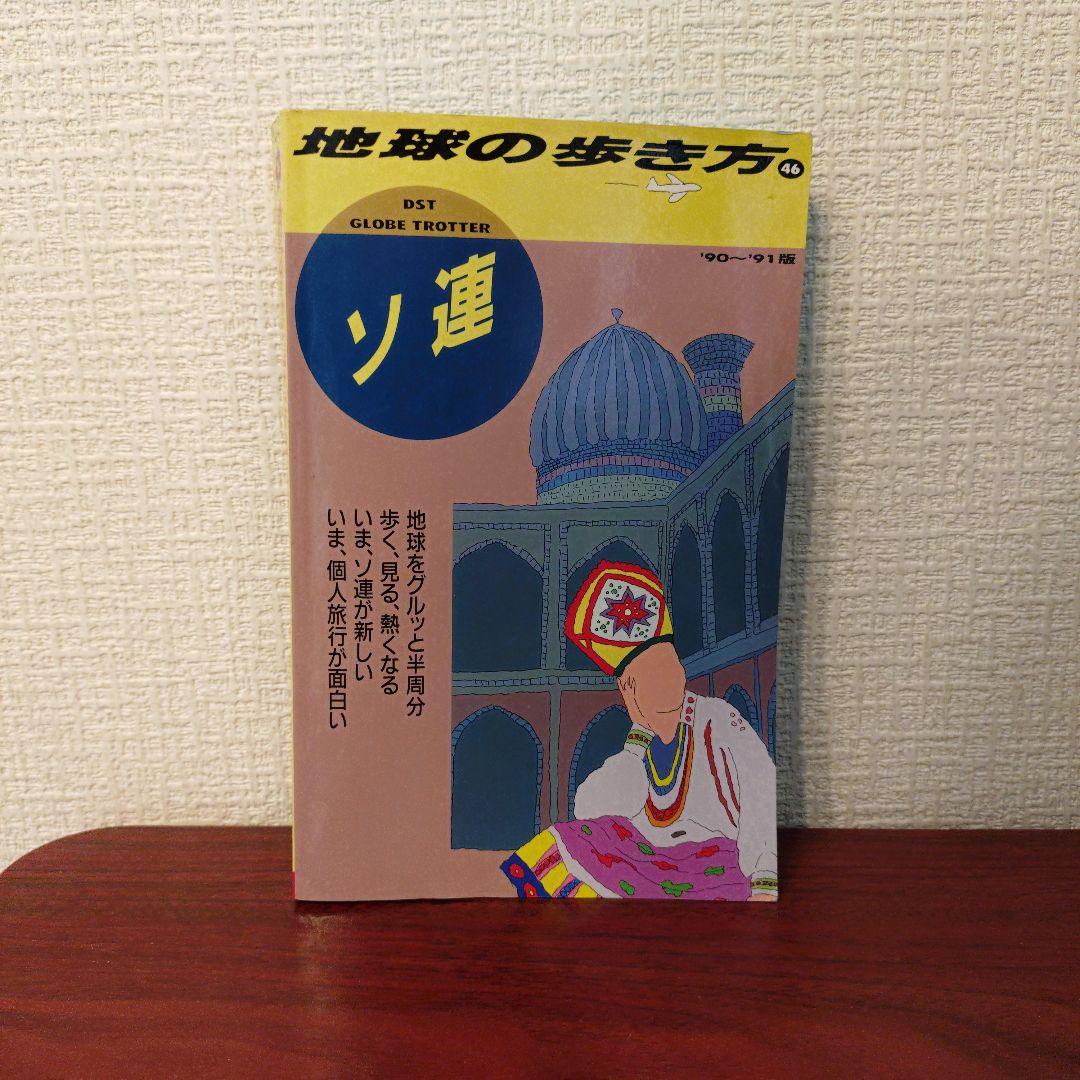 地球の歩き方 46
DST
GLOBE TROTTER
ソ連
'90〜'91版
地球をグルッと半周分
歩く、見る、熱くなる
いま、ソ連が新しい
いま、個人旅行が面白い